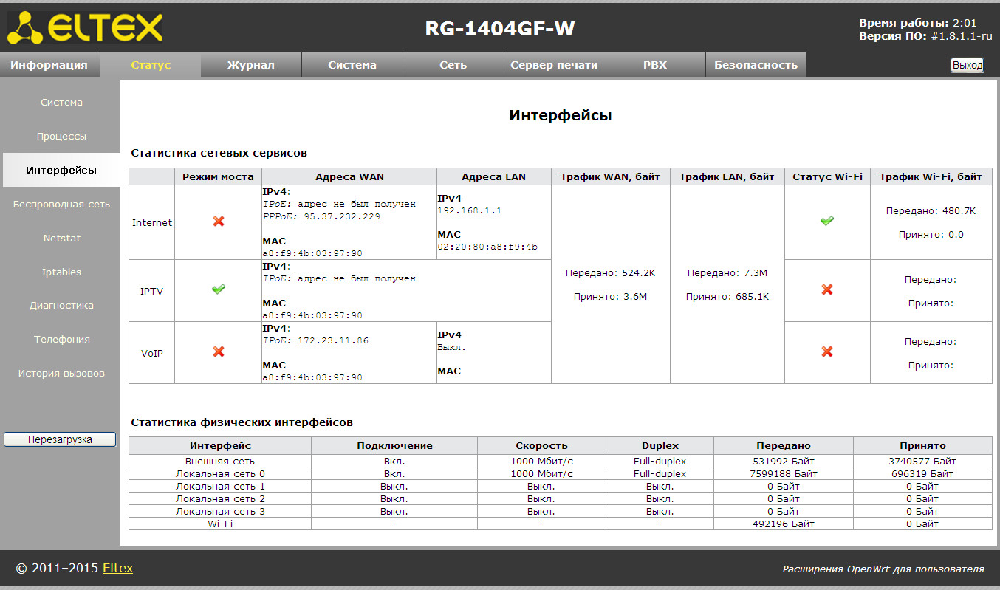 ELTEX
RG-1404GF-W
Время работы: 2:01
Версия ПО: #1.8.1.1-ru
Информация Статус Журнал Система Сеть Сервер печати PBX Безопасность Выход
Система
Процессы
Интерфейсы
Беспроводная сеть
Netstat
Iptables
Диагностика
Телефония
История вызовов
Перезагрузка
Интерфейсы
Статистика сетевых сервисов
Режим моста Адреса WAN Адреса LAN Трафик WAN, байт Трафик LAN, байт Статус Wi-Fi Трафик Wi-Fi, байт
Internet
IPv4:
IPoE: адрес не был получен
PPPoE: 95.37.232.229
MAC
a8:f9:4b:03:97:90
IPv4
192.168.1.1
MAC
02:20:80:a8:f9:4b
Передано: 524.2K
Принято: 3.6M
Передано: 7.3M
Принято: 685.1K
Передано: 480.7K
Принято: 0.0
IPTV
IPv4:
IPoE: адрес не был получен
MAC
a8:f9:4b:03:97:90
Передано:
Принято:
VoIP
IPv4:
IPoE: 172.23.11.86
MAC
a8:f9:4b:03:97:90
IPv4
Выкл.
MAC
Передано:
Принято:
Статистика физических интерфейсов
Интерфейс Подключение Скорость Duplex Передано Принято
Внешняя сеть Вкл. 1000 Мбит/с Full-duplex 531992 Байт 3740577 Байт
Локальная сеть 0 Вкл. 1000 Мбит/с Full-duplex 7599188 Байт 696319 Байт
Локальная сеть 1 Выкл. Выкл. Выкл. 0 Байт 0 Байт
Локальная сеть 2 Выкл. Выкл. Выкл. 0 Байт 0 Байт
Локальная сеть 3 Выкл. Выкл. Выкл. 0 Байт 0 Байт
Wi-Fi - - - 492196 Байт 0 Байт
© 2011–2015 Eltex
Расширения OpenWrt для пользователя